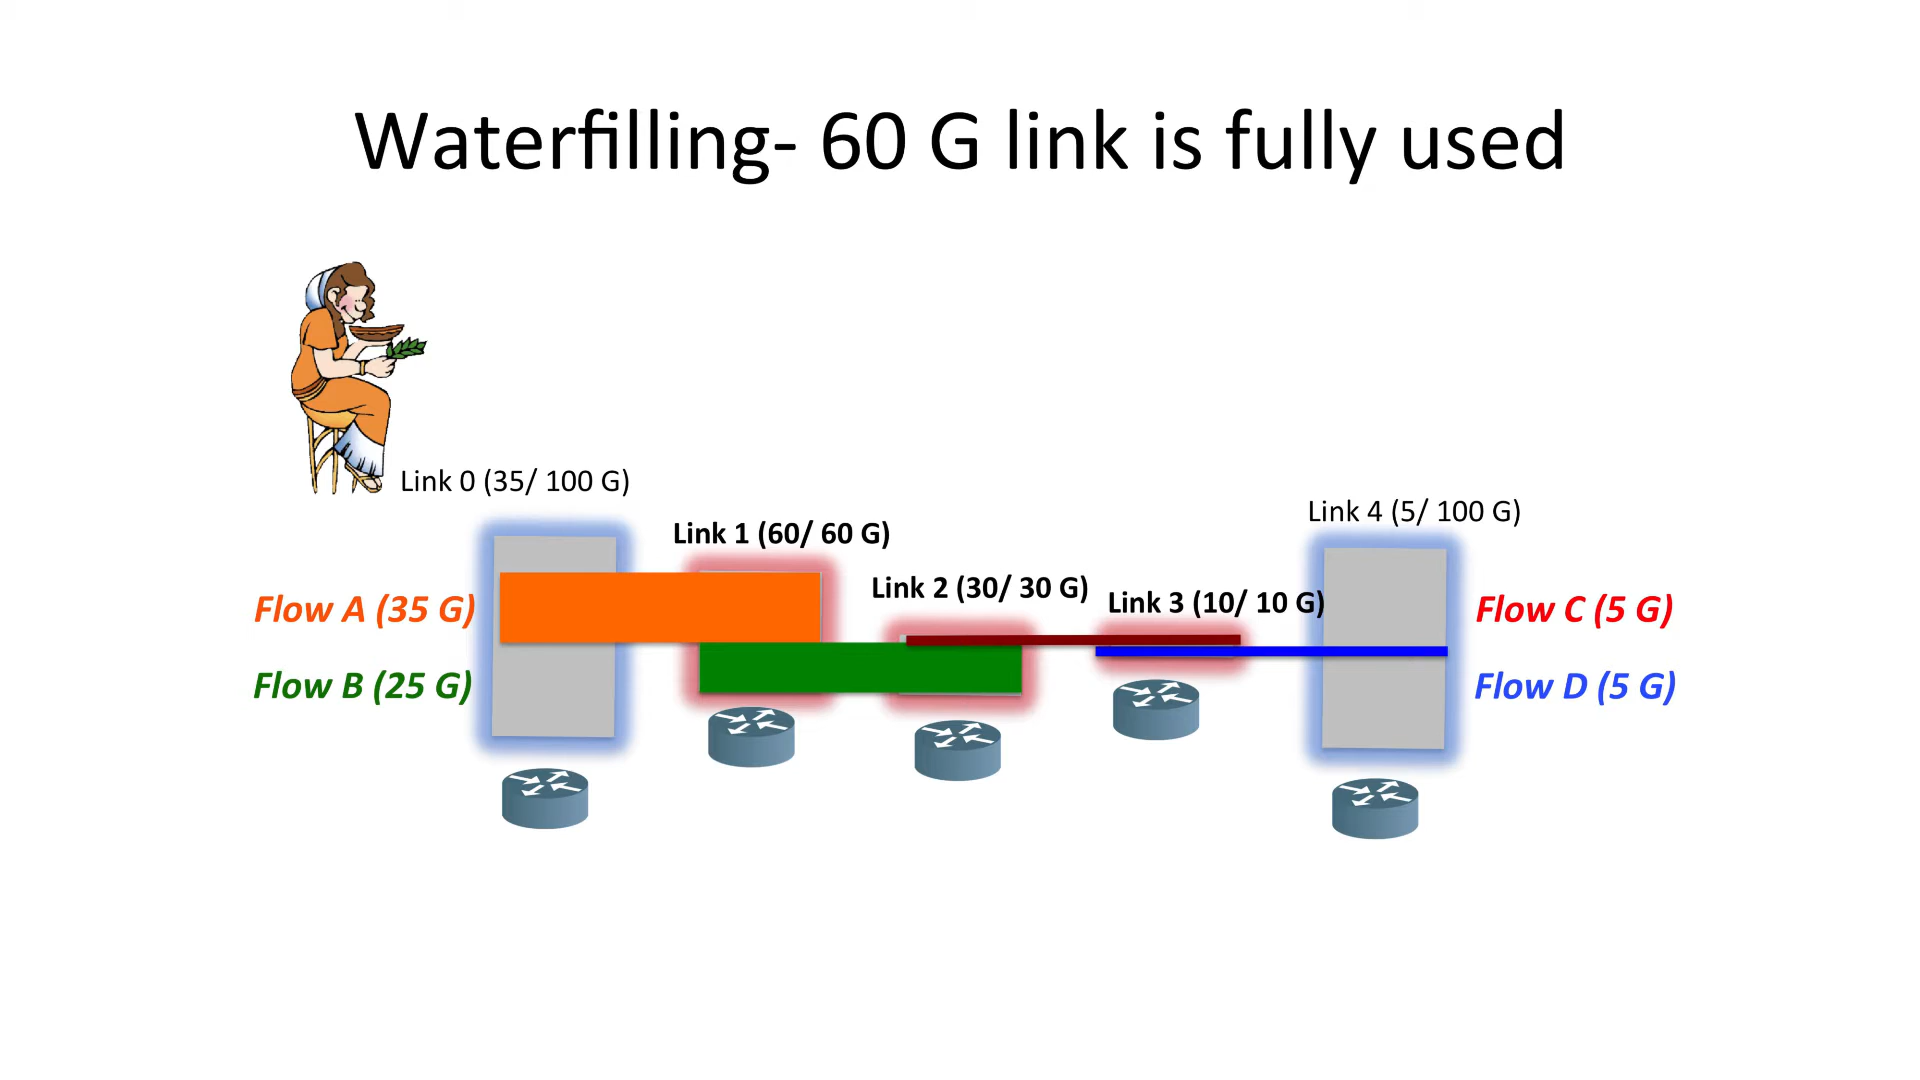 Waterfilling- 60 G link is fully used
Link 0 (35/ 100 G)
Link 4 (5/ 100 G)
Link 1 (60/ 60 G)
Link 2 (30/ 30 G)
Link 3 (10/ 10 G)
Flow A (35 G)
Flow C (5 G)
Flow B (25 G)
Flow D (5 G)